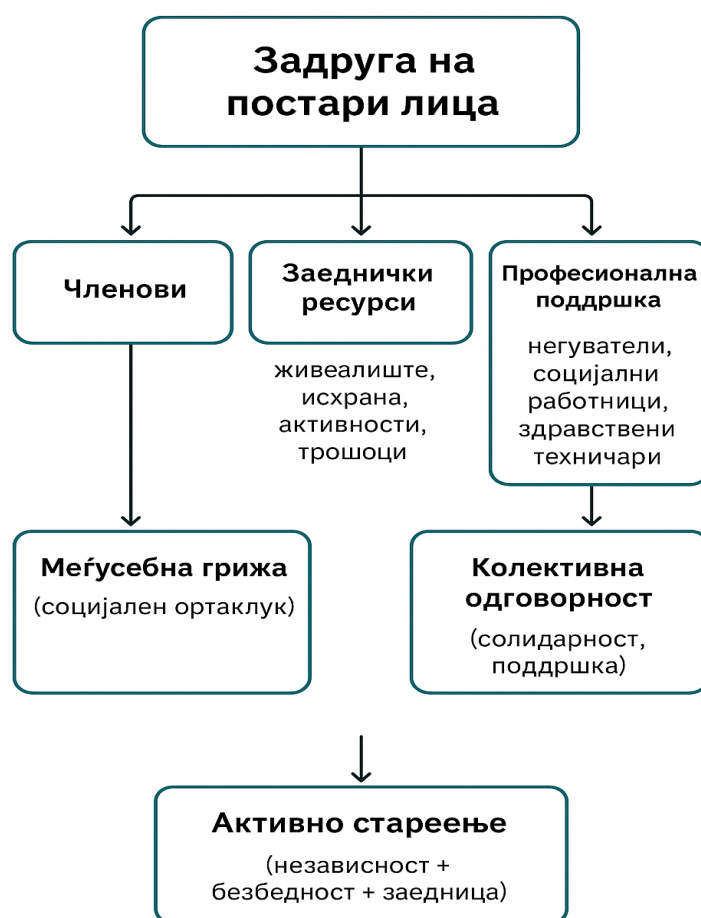 Задруга на
постари лица
Членови
Заеднички
ресурси
живеалиште,
исхрана,
активности,
трошоци
Професионална
поддршка
негуватели,
социјални
работници,
здравствени
техничари
Меѓусебна грижа
(социјален ортаклук)
Колективна
одговорност
(солидарност,
поддршка)
Активно стареење
(независност +
безбедност + заедница)